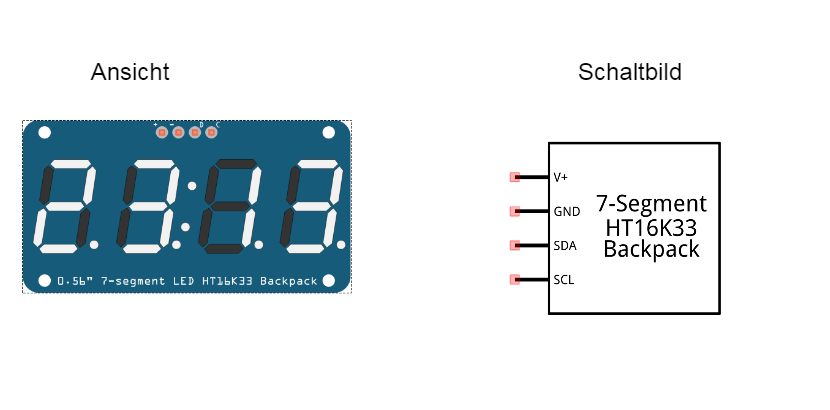 Ansicht
Schaltbild
+ - D C
0.56" 7-segment LED HT16K33 Backpack
V+
GND
SDA
SCL
7-Segment
HT16K33
Backpack